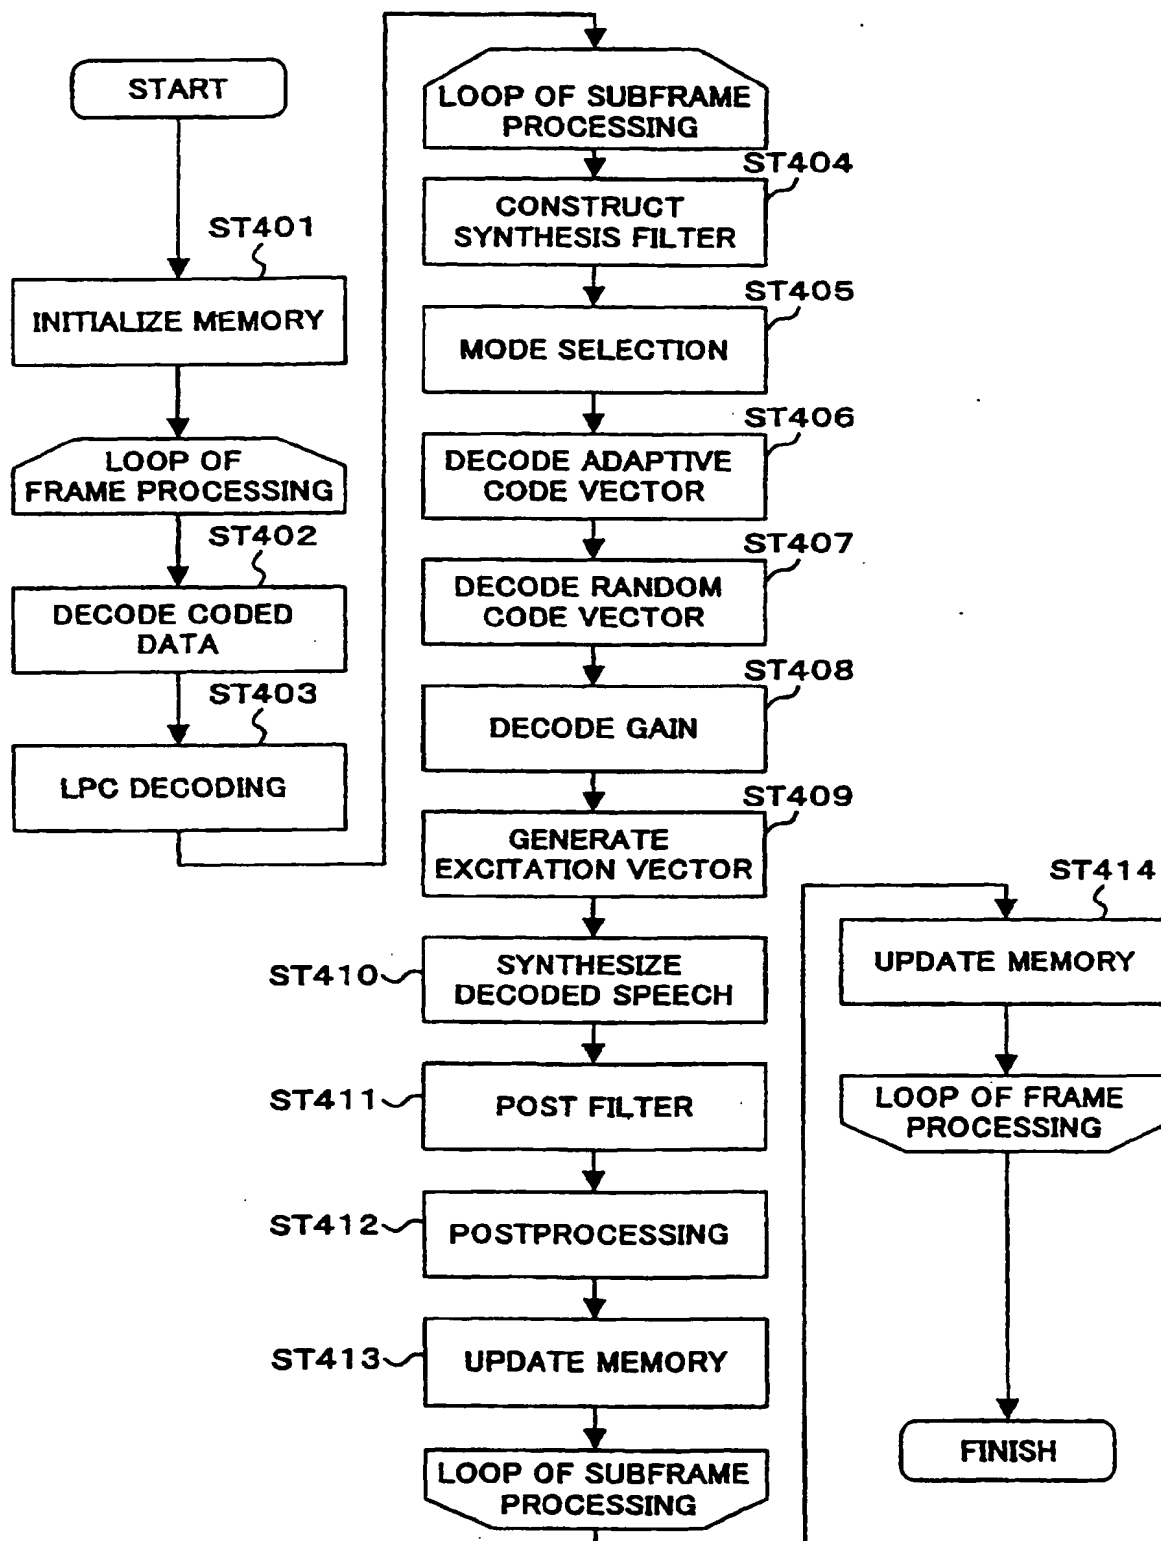 START
ST401
INITIALIZE MEMORY
LOOP OF
FRAME PROCESSING
ST402
DECODE CODED
DATA
ST403
LPC DECODING
LOOP OF SUBFRAME
PROCESSING
ST404
CONSTRUCT
SYNTHESIS FILTER
ST405
MODE SELECTION
ST406
DECODE ADAPTIVE
CODE VECTOR
ST407
DECODE RANDOM
CODE VECTOR
ST408
DECODE GAIN
ST409
GENERATE
EXCITATION VECTOR
ST410
SYNTHESIZE
DECODED SPEECH
ST411
POST FILTER
ST412
POSTPROCESSING
ST413
UPDATE MEMORY
LOOP OF SUBFRAME
PROCESSING
ST414
UPDATE MEMORY
LOOP OF FRAME
PROCESSING
FINISH